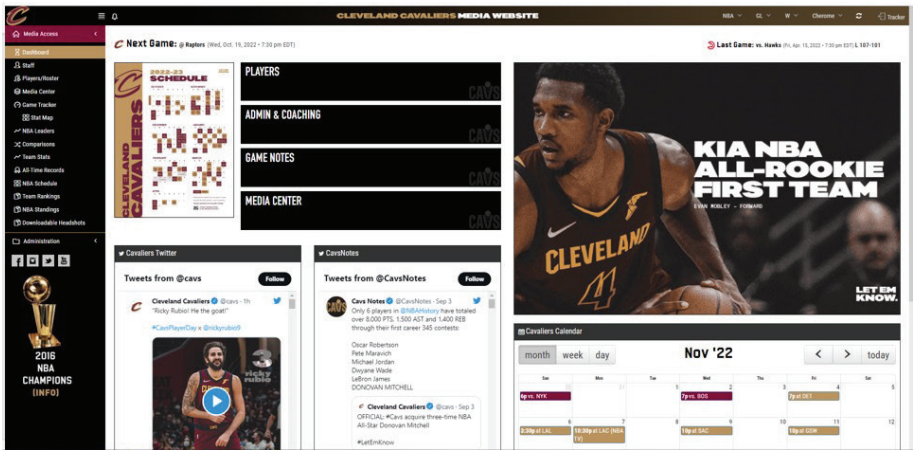 CLEVELAND CAVALIERS MEDIA WEBSITE
NBA
GL
W
Cherome
Tracker
Media Access
Dashboard
Staff
Players/Roster
Media Center
Game Tracker
Stat Map
NBA Leaders
Comparisons
Team Stats
All-Time Records
NBA Schedule
Team Rankings
NBA Standings
Downloadable Headshots
Administration
2016
NBA
CHAMPIONS
(INFO)
Next Game: @ Raptors (Wed, Oct. 19, 2022 • 7:30 pm EDT)
Last Game: vs. Hawks (Fri, Apr. 15, 2022 • 7:30 pm EDT) L 107-101
2022-23
SCHEDULE
CLEVELAND
CAVALIERS
PLAYERS
CAVS
ADMIN & COACHING
CAVS
GAME NOTES
CAVS
MEDIA CENTER
CAVS
KIA NBA
ALL-ROOKIE
FIRST TEAM
EVAN MOBLEY - FORWARD
CLEVELAND
4
LET EM
KNOW.
Cavaliers Twitter
Tweets from @cavs
Follow
Cleveland Cavaliers @cavs · 1h
"Ricky Rubio! He the goat!"
#CavsPlayerDay x @rickyrubio9
3
ricky
rubio
CavsNotes
Tweets from @CavsNotes
Follow
Cavs Notes @CavsNotes · Sep 3
Only 6 players in @NBAHistory have totaled
over 8,000 PTS, 1,500 AST and 1,400 REB
through their first career 345 contests:
Oscar Robertson
Pete Maravich
Michael Jordan
Dwyane Wade
LeBron James
DONOVAN MITCHELL
Cleveland Cavaliers @cavs · Sep 3
OFFICIAL: #Cavs acquire three-time NBA
All-Star Donovan Mitchell
#LetEmKnow
Cavaliers Calendar
month
week
day
Nov '22
today
Sun
Mon
Tue
Wed
Thu
Fri
Sat
30
31
1
2
3
4
5
6p vs. NYK
7p vs. BOS
7p at DET
6
7
8
9
10
11
12
3:30p at LAL
10:30p at LAC (NBA
TV)
10p at SAC
10p at GSW